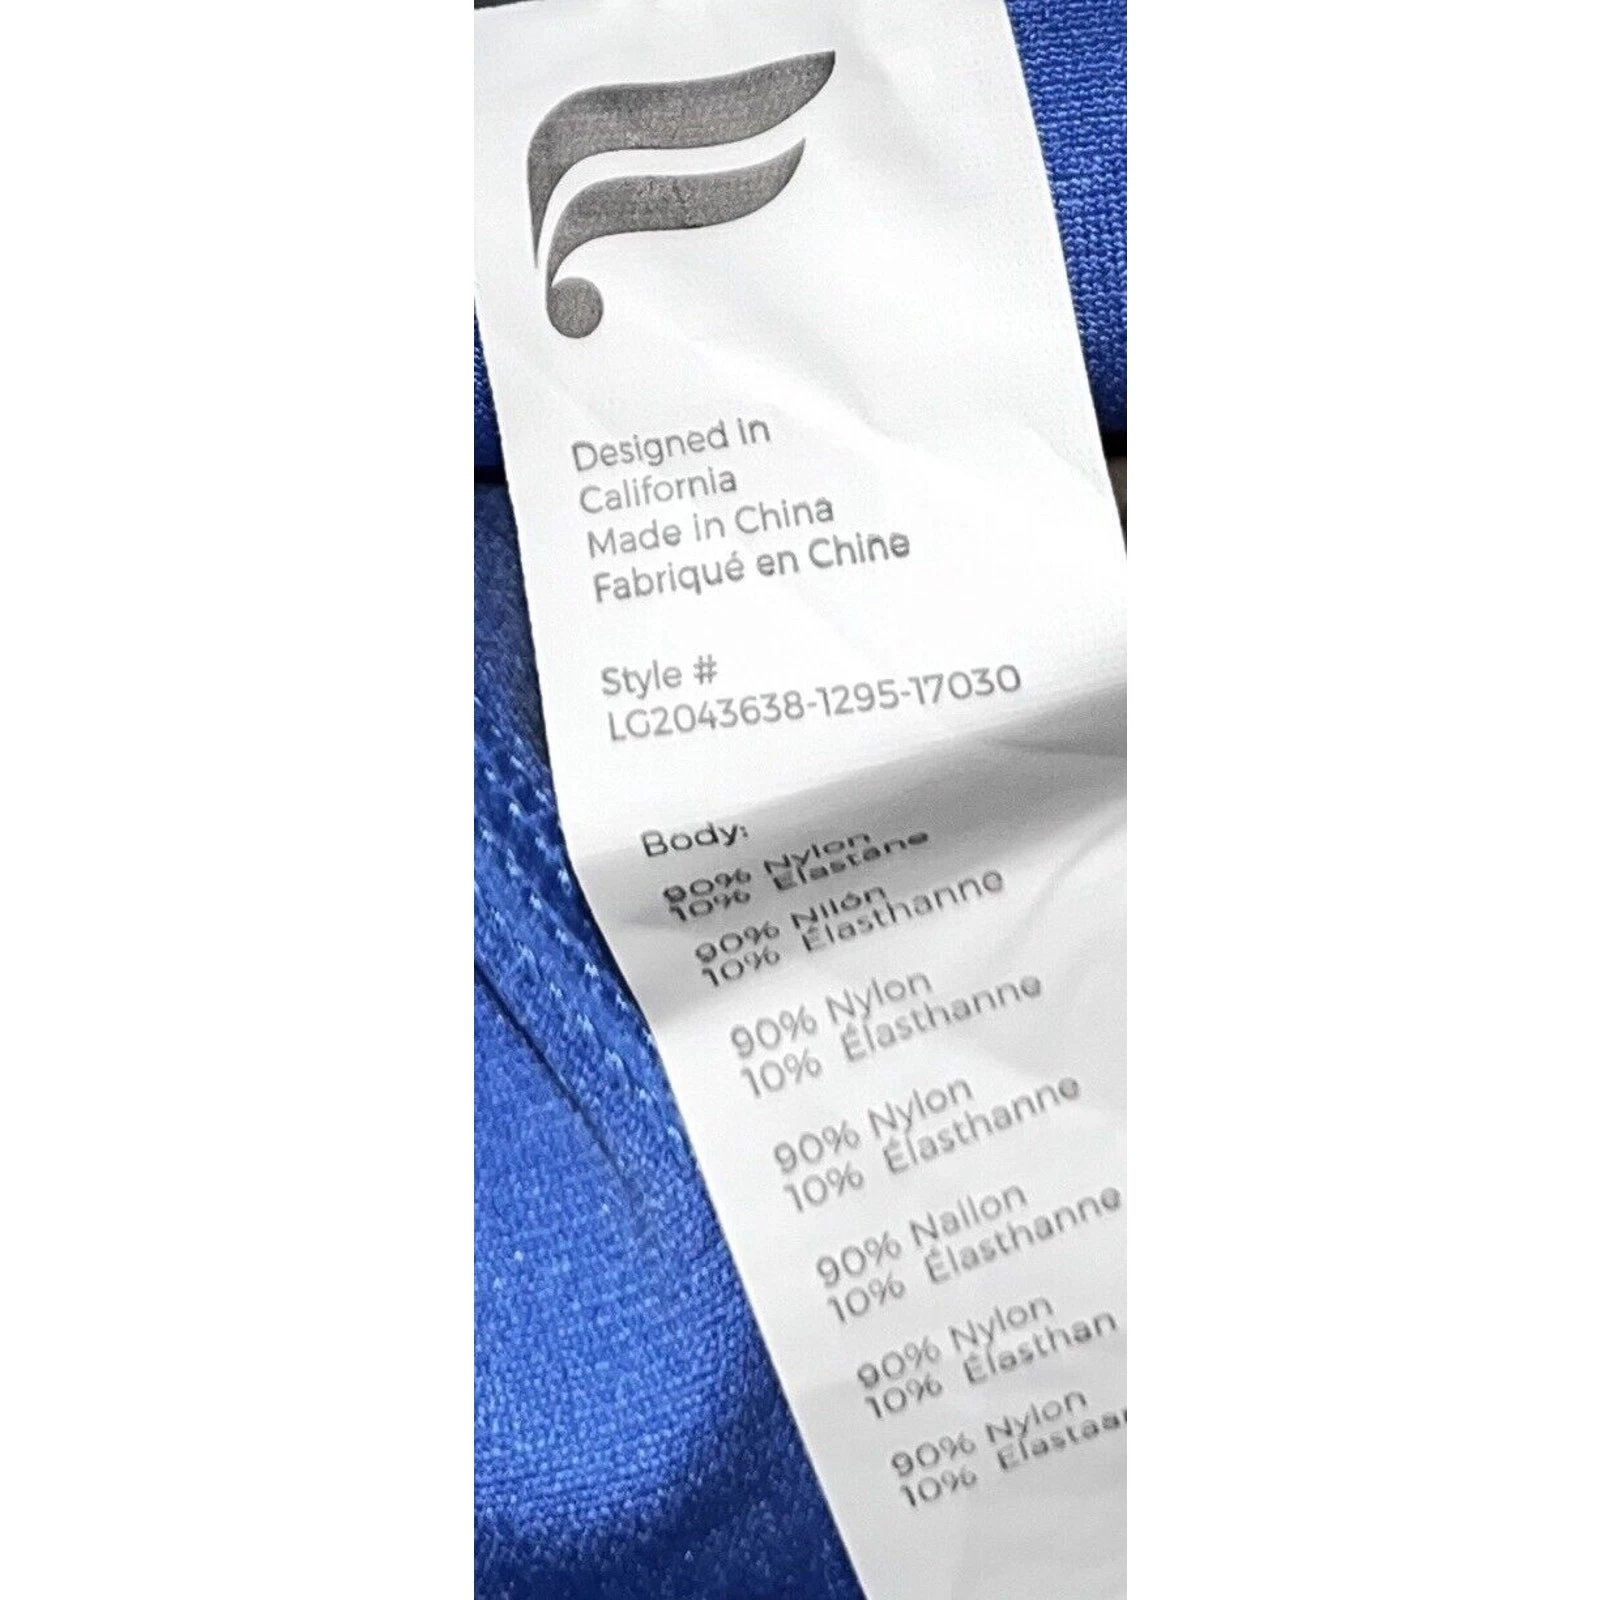 Designed in
California
Made in China
Fabriqué en Chine
Style #
LG2043638-1295-17030
Body:
90% Nylon
10% Elastane
90% Nilón
10% Élasthanne
90% Nylon
10% Élasthanne
90% Nylon
10% Élasthanne
90% Nailon
10% Élasthanne
90% Nylon
10% Élasthan
90% Nylon
10%